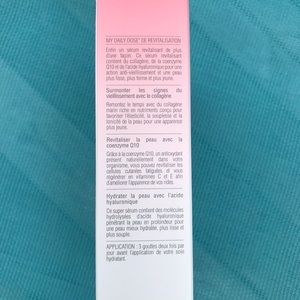 MY DAILY DOSE® DE REVITALISATION
Enfin un sérum revitalisant de plus
d'une façon. Ce sérum revitalisant
contient du collagène, de la coenzyme
Q10 et de l'acide hyaluronique pour une
action anti-vieillissement et une peau
plus lisse, plus ferme et plus jeune.
Surmonter les signes du
vieillissement avec le collagène
Remontez le temps avec du collagène
marin riche en nutriments conçu pour
favoriser l'élasticité, la souplesse et la
tonicité de la peau pour une apparence
plus jeune.
Revitaliser la peau avec la
coenzyme Q10
Grâce à la coenzyme Q10, un antioxydant
présent naturellement dans votre
organisme, vous pouvez revitaliser les
cellules cutanées fatiguées et vous
régénérer en vitamines C et E afin
d'améliorer l'apparence de vos rides.
Hydrater la peau avec l'acide
hyaluronique
Ce super sérum contient des molécules
hydrolysées d'acide hyaluronique
pénétrant la peau en profondeur pour
une peau mieux hydratée, plus lisse et
plus souple.
APPLICATION : 3 gouttes deux fois par
jour avant l'application de votre soin
hydratant.